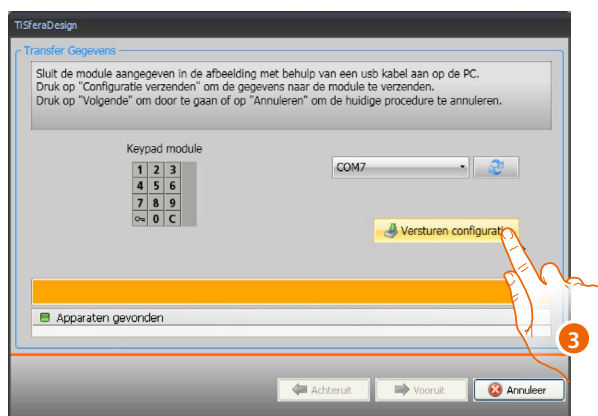 TiSferaDesign
Transfer Gegevens
Sluit de module aangegeven in de afbeelding met behulp van een usb kabel aan op de PC.
Druk op "Configuratie verzenden" om de gegevens naar de module te verzenden.
Druk op "Volgende" om door te gaan of op "Annuleren" om de huidige procedure te annuleren.
Keypad module
1 2 3
4 5 6
7 8 9
0 C
COM7
Versturen configurati
Apparaten gevonden
3
Achteruit
Vooruit
Annuleer